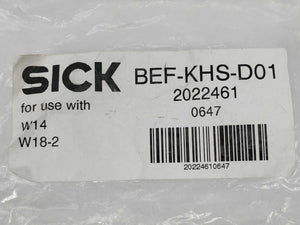 SICK BEF-KHS-D01
2022461
for use with 0647
W14
W18-2
20224610647